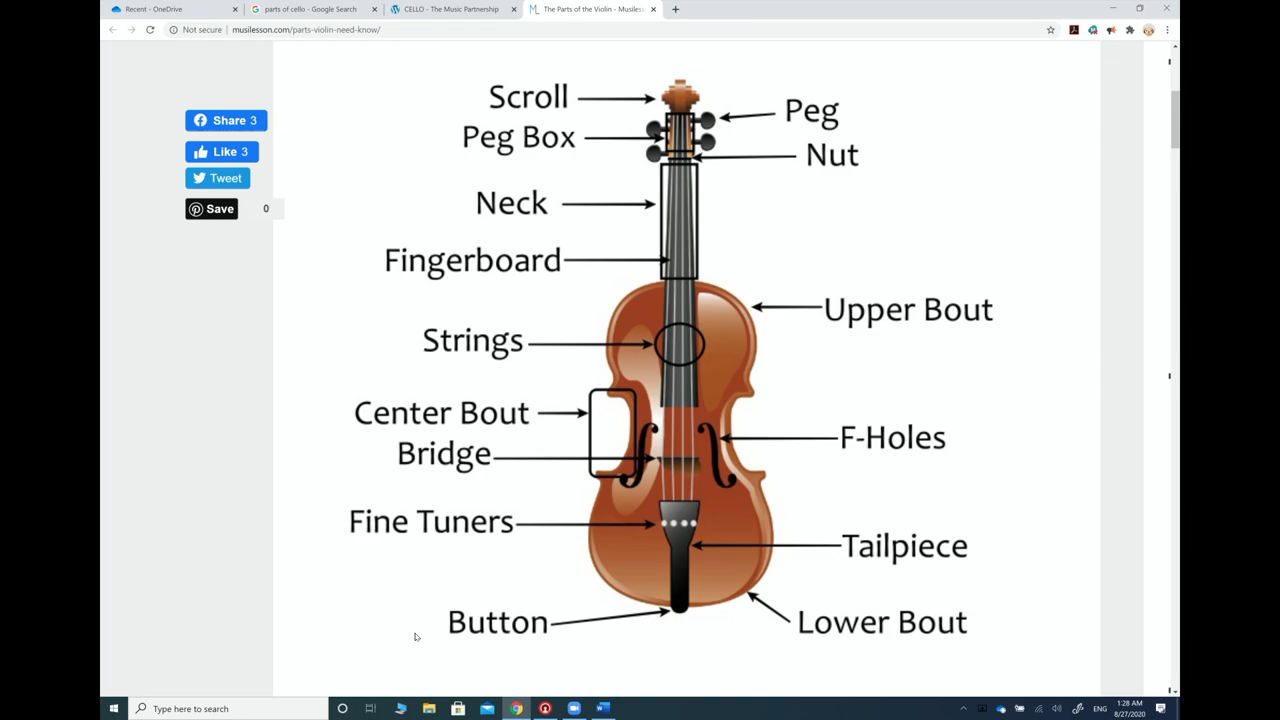 Recent - OneDrive
parts of cello - Google Search
CELLO - The Music Partnership
The Parts of the Violin - Musiless
Not secure | musilesson.com/parts-violin-need-know/
Share 3
Like 3
Tweet
Save
0
Scroll
Peg
Peg Box
Nut
Neck
Fingerboard
Upper Bout
Strings
Center Bout
F-Holes
Bridge
Fine Tuners
Tailpiece
Button
Lower Bout
Type here to search
ENG
1:28 AM
8/27/2020